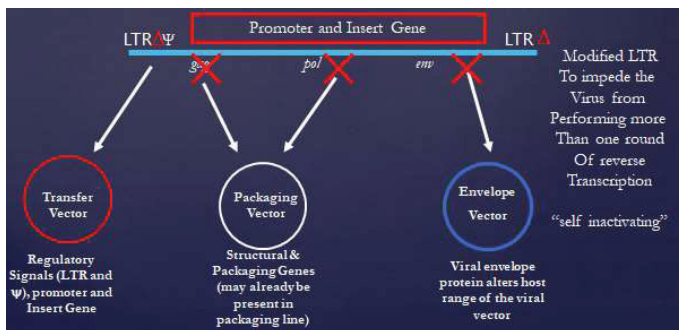 Promoter and Insert Gene
LTRΔΨ
LTR Δ
gag
pol
env
Modified LTR
To impede the
Virus from
Performing more
Than one round
Of reverse
Transcription
"self inactivating"
Transfer
Vector
Packaging
Vector
Envelope
Vector
Regulatory
Signals (LTR and
Ψ), promoter and
Insert Gene
Structural &
Packaging Genes
(may already be
present in
packaging line)
Viral envelope
protein alters host
range of the viral
vector